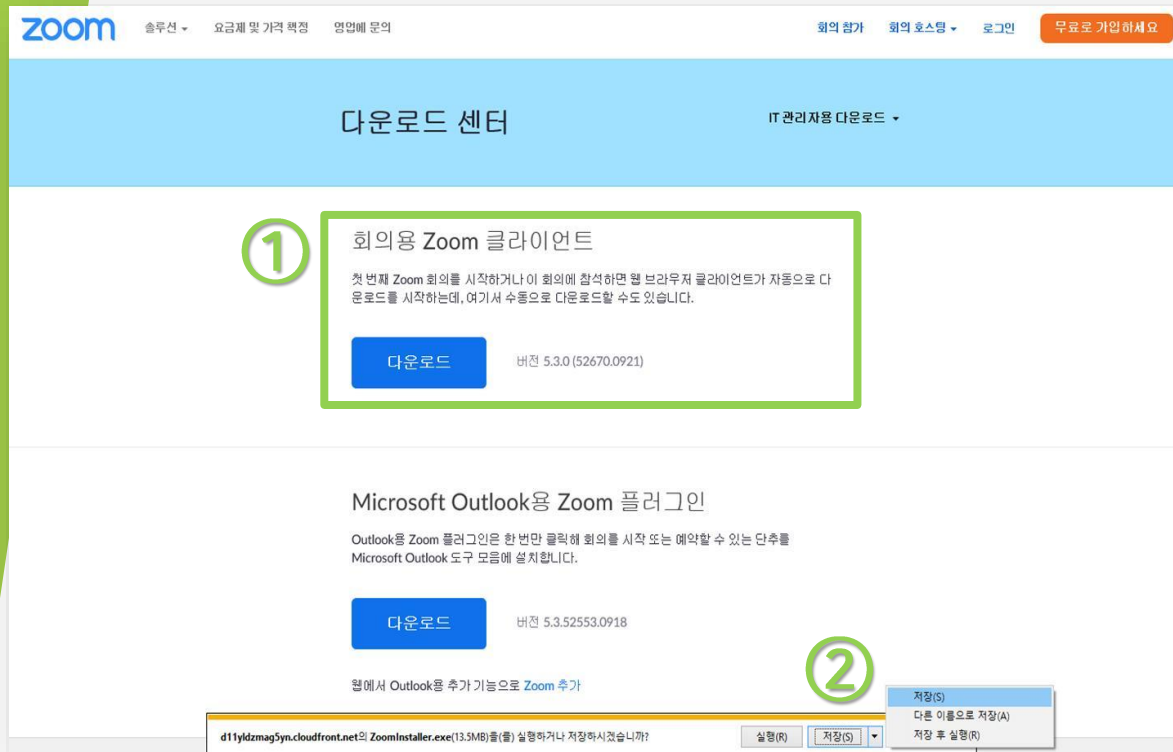 zoom 솔루션 요금제 및 가격 책정 영업에 문의 회의 참가 회의 호스팅 로그인 무료로 가입하세요
다운로드 센터 IT 관리자용 다운로드
①
회의용 Zoom 클라이언트
첫 번째 Zoom 회의를 시작하거나 이 회의에 참석하면 웹 브라우저 클라이언트가 자동으로 다
운로드를 시작하는데, 여기서 수동으로 다운로드할 수도 있습니다.
다운로드 버전 5.3.0 (52670.0921)
Microsoft Outlook용 Zoom 플러그인
Outlook용 Zoom 플러그인은 한 번만 클릭해 회의를 시작 또는 예약할 수 있는 단추를
Microsoft Outlook 도구 모음에 설치합니다.
다운로드 버전 5.3.52553.0918
②
웹에서 Outlook용 추가 기능으로 Zoom 추가
저장(S)
다른 이름으로 저장(A)
저장 후 실행(R)
d11yldzmag5yn.cloudfront.net의 ZoomInstaller.exe(13.5MB)을(를) 실행하거나 저장하시겠습니까? 실행(R) 저장(S)